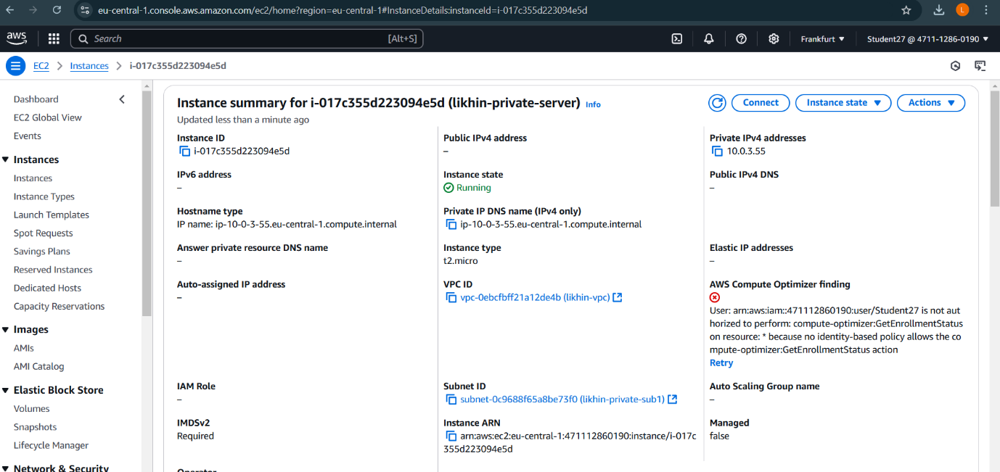 eu-central-1.console.aws.amazon.com/ec2/home?region=eu-central-1#InstanceDetails:instanceId=i-017c355d223094e5d
L
aws
Search
[Alt+S]
Frankfurt
Student27 @ 4711-1286-0190
EC2
Instances
i-017c355d223094e5d
Dashboard
EC2 Global View
Events
Instances
Instances
Instance Types
Launch Templates
Spot Requests
Savings Plans
Reserved Instances
Dedicated Hosts
Capacity Reservations
Images
AMIs
AMI Catalog
Elastic Block Store
Volumes
Snapshots
Lifecycle Manager
Network & Security
Instance summary for i-017c355d223094e5d (likhin-private-server) Info
Updated less than a minute ago
Connect
Instance state
Actions
Instance ID
i-017c355d223094e5d
Public IPv4 address
–
Private IPv4 addresses
10.0.3.55
IPv6 address
–
Instance state
Running
Public IPv4 DNS
–
Hostname type
IP name: ip-10-0-3-55.eu-central-1.compute.internal
Private IP DNS name (IPv4 only)
ip-10-0-3-55.eu-central-1.compute.internal
Answer private resource DNS name
–
Instance type
t2.micro
Elastic IP addresses
–
Auto-assigned IP address
–
VPC ID
vpc-0ebcfbff21a12de4b (likhin-vpc)
AWS Compute Optimizer finding
User: arn:aws:iam::471112860190:user/Student27 is not aut
horized to perform: compute-optimizer:GetEnrollmentStatus
on resource: * because no identity-based policy allows the co
mpute-optimizer:GetEnrollmentStatus action
Retry
IAM Role
–
Subnet ID
subnet-0c9688f65a8be73f0 (likhin-private-sub1)
Auto Scaling Group name
–
IMDSv2
Required
Instance ARN
arn:aws:ec2:eu-central-1:471112860190:instance/i-017c
355d223094e5d
Managed
false
Operator